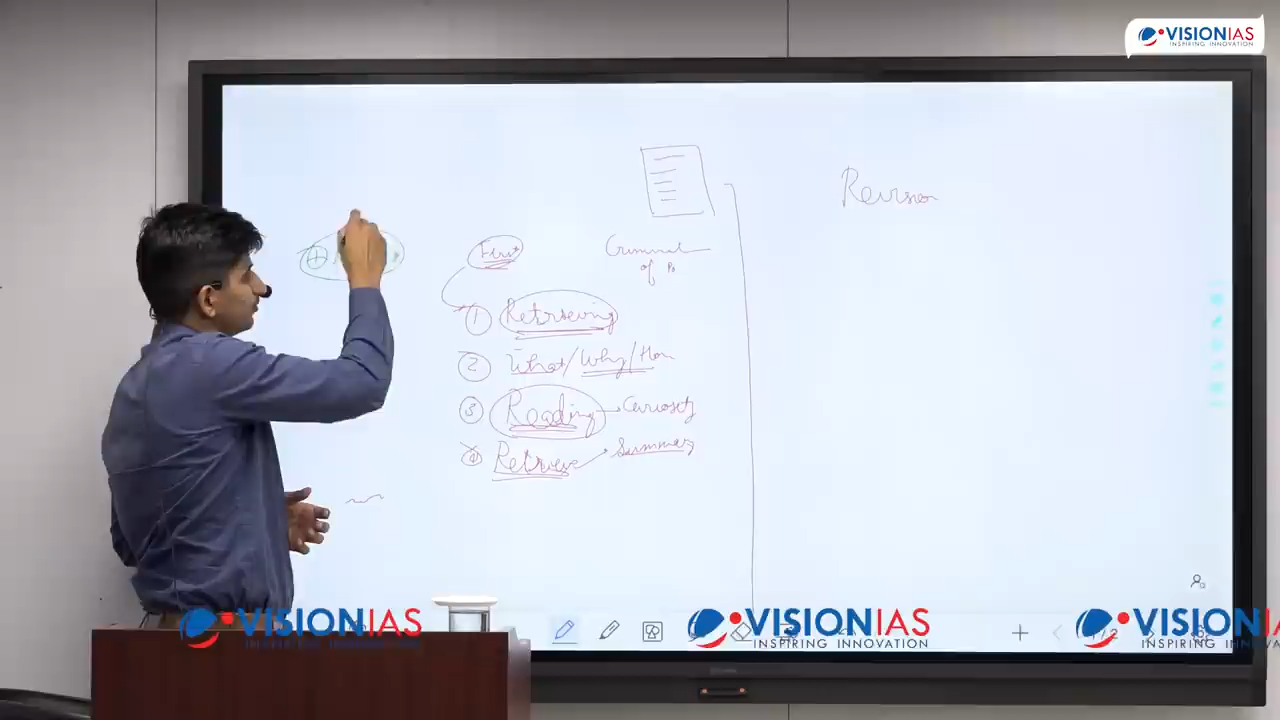 VISIONIAS
INSPIRING INNOVATION
Revision
First
Criminal
of
1 Retrieving
2 What/Why/How
3 Reading → Curiosity
4 Retrieve → Summary
VISIONIAS
INSPIRING INNOVATION
VISIONIAS
INSPIRING INNOVATION
VISIONIAS
INSPIRING INNOVATION